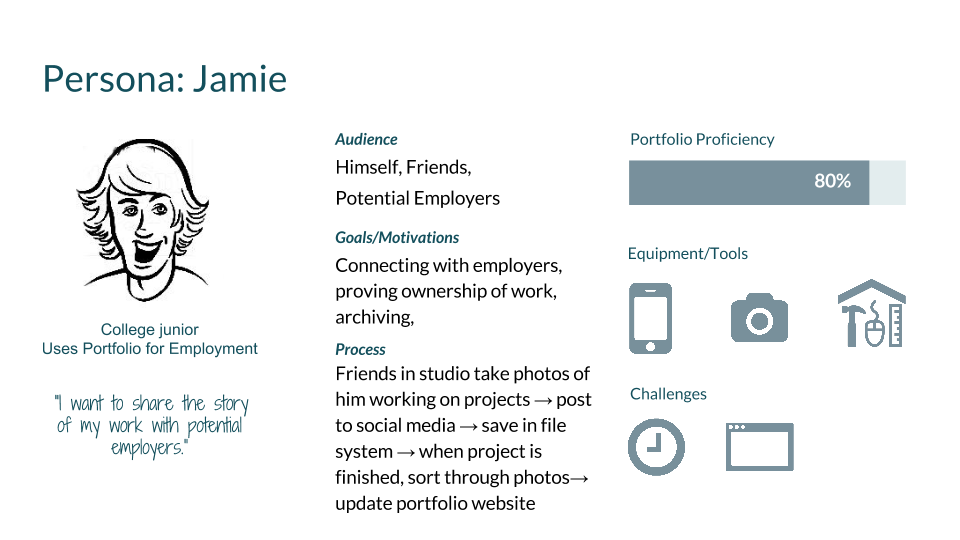 Persona: Jamie
College junior
Uses Portfolio for Employment
"I want to share the story
of my work with potential
employers."
Audience
Himself, Friends,
Potential Employers
Goals/Motivations
Connecting with employers,
proving ownership of work,
archiving,
Process
Friends in studio take photos of
him working on projects → post
to social media → save in file
system → when project is
finished, sort through photos→
update portfolio website
Portfolio Proficiency
80%
Equipment/Tools
Challenges